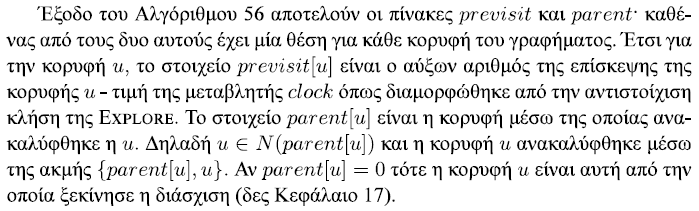 Έξοδο του Αλγόριθμου 56 αποτελούν οι πίνακες previsit και parent· καθέ-
νας από τους δυο αυτούς έχει μία θέση για κάθε κορυφή του γραφήματος. Έτσι για
την κορυφή u, το στοιχείο previsit[u] είναι ο αύξων αριθμός της επίσκεψης της
κορυφής u - τιμή της μεταβλητής clock όπως διαμορφώθηκε από την αντιστοίχιση
κλήση της EXPLORE. Το στοιχείο parent[u] είναι η κορυφή μέσω της οποίας ανα-
καλύφθηκε η u. Δηλαδή u ∈ N(parent[u]) και η κορυφή u ανακαλύφθηκε μέσω
της ακμής {parent[u], u}. Αν parent[u] = 0 τότε η κορυφή u είναι αυτή από την
οποία ξεκίνησε η διάσχιση (δες Κεφάλαιο 17).